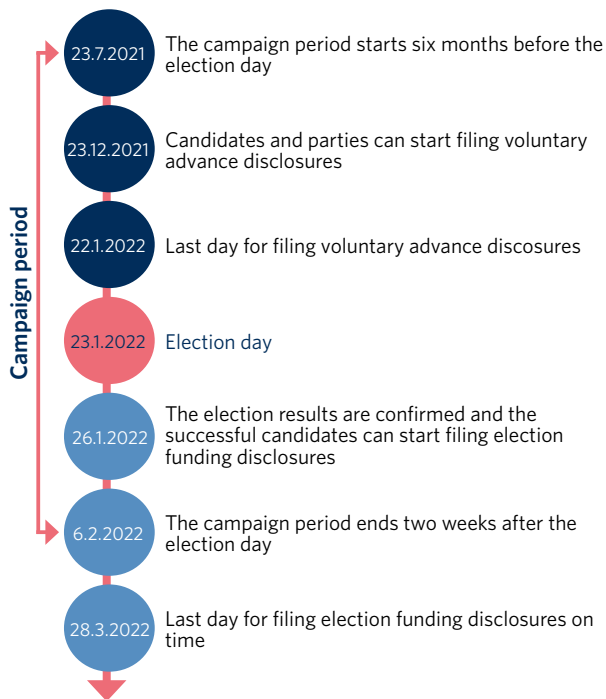 Campaign period
23.7.2021
The campaign period starts six months before the
election day
23.12.2021
Candidates and parties can start filing voluntary
advance disclosures
22.1.2022
Last day for filing voluntary advance discosures
23.1.2022
Election day
26.1.2022
The election results are confirmed and the
successful candidates can start filing election
funding disclosures
6.2.2022
The campaign period ends two weeks after the
election day
28.3.2022
Last day for filing election funding disclosures on
time